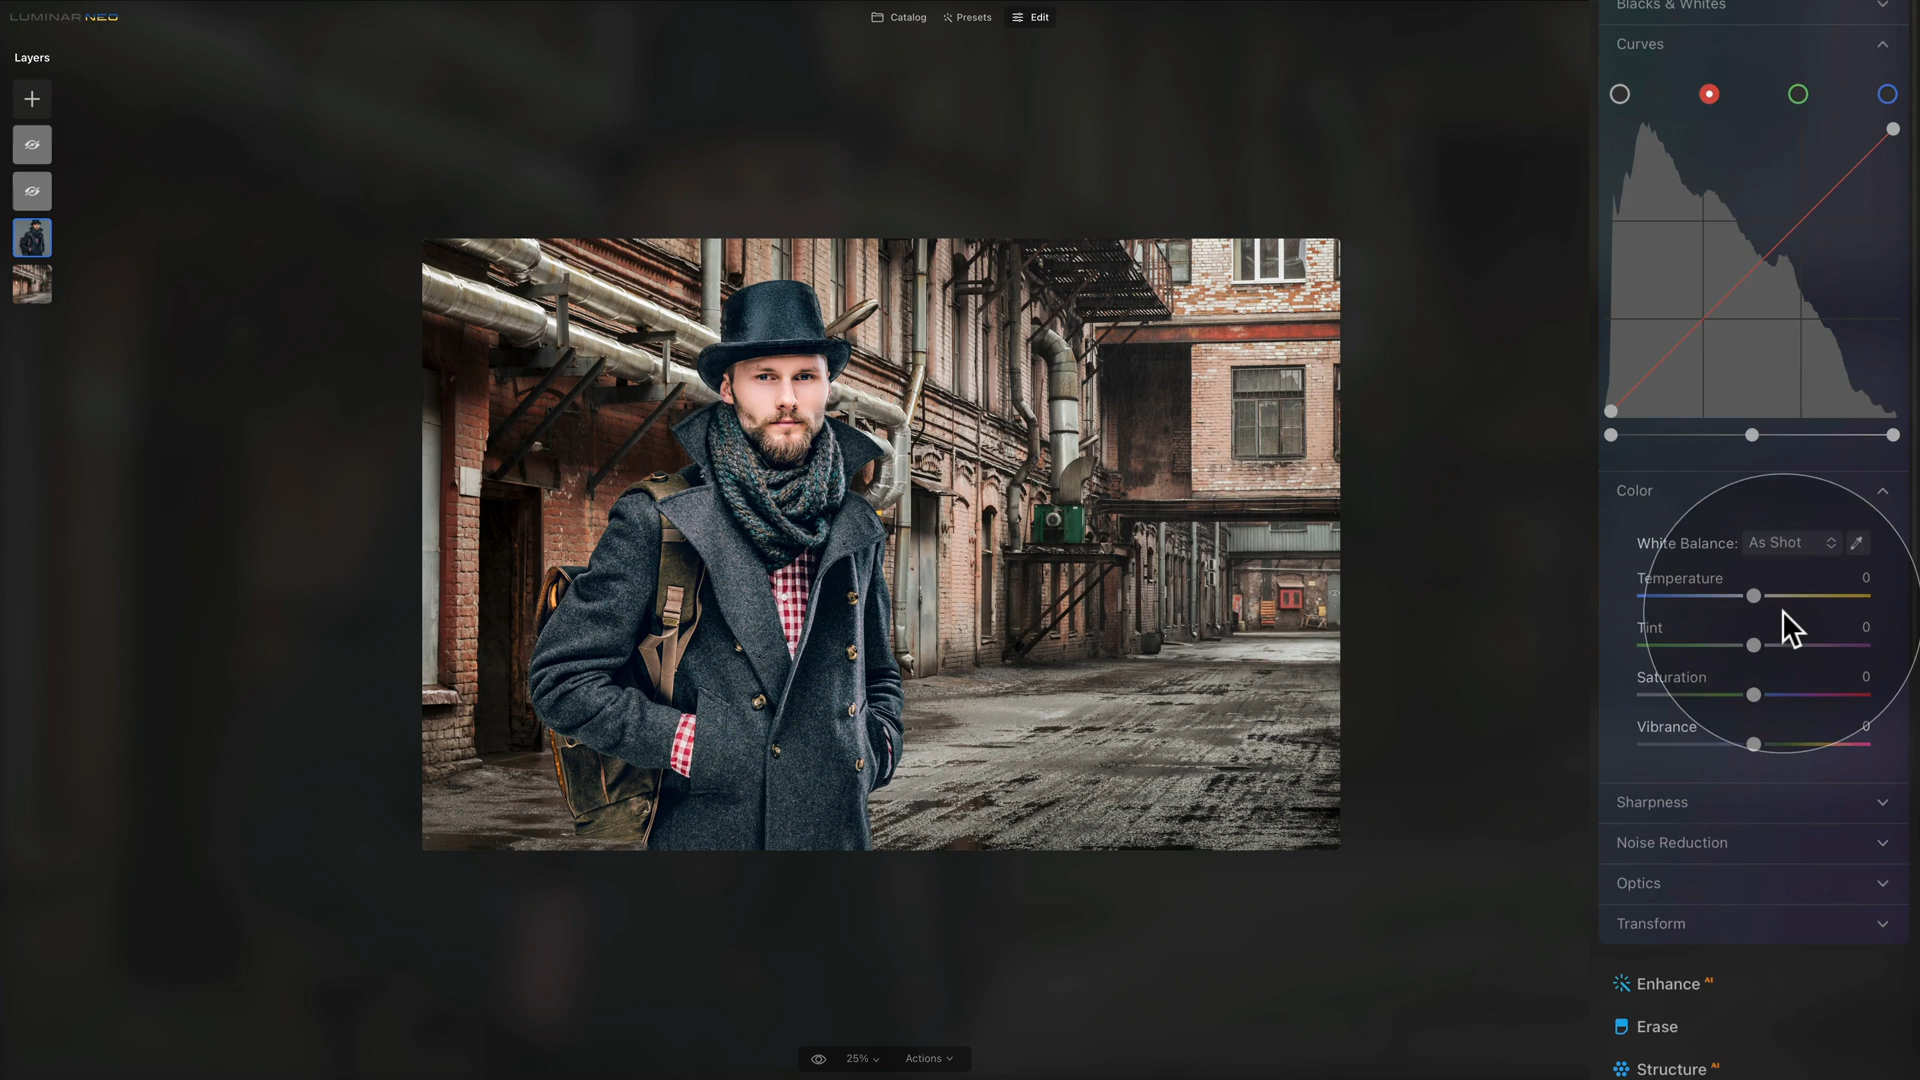 LUMINAR NEO
Catalog
Presets
Edit
Layers
Blacks & Whites
Curves
Color
White Balance: As Shot
Temperature 0
Tint 0
Saturation 0
Vibrance 0
Sharpness
Noise Reduction
Optics
Transform
Enhance AI
Erase
Structure AI
25%
Actions